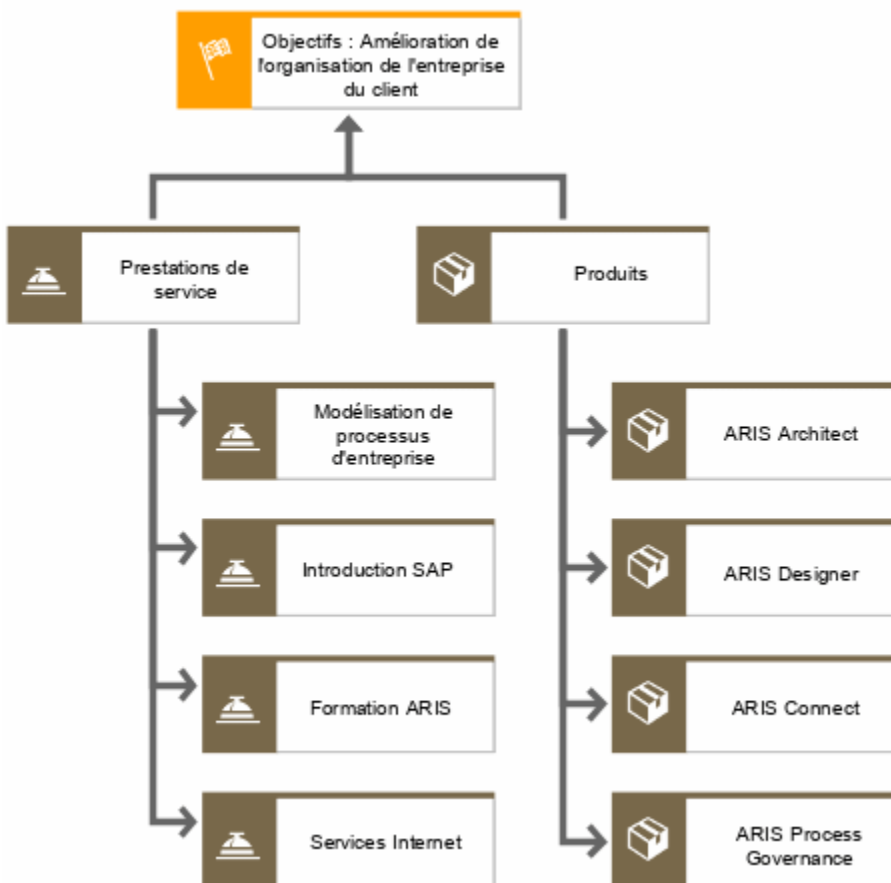 Objectifs : Amélioration de
l'organisation de l'entreprise
du client
Prestations de
service
Produits
Modélisation de
processus
d'entreprise
ARIS Architect
Introduction SAP
ARIS Designer
Formation ARIS
ARIS Connect
Services Internet
ARIS Process
Governance